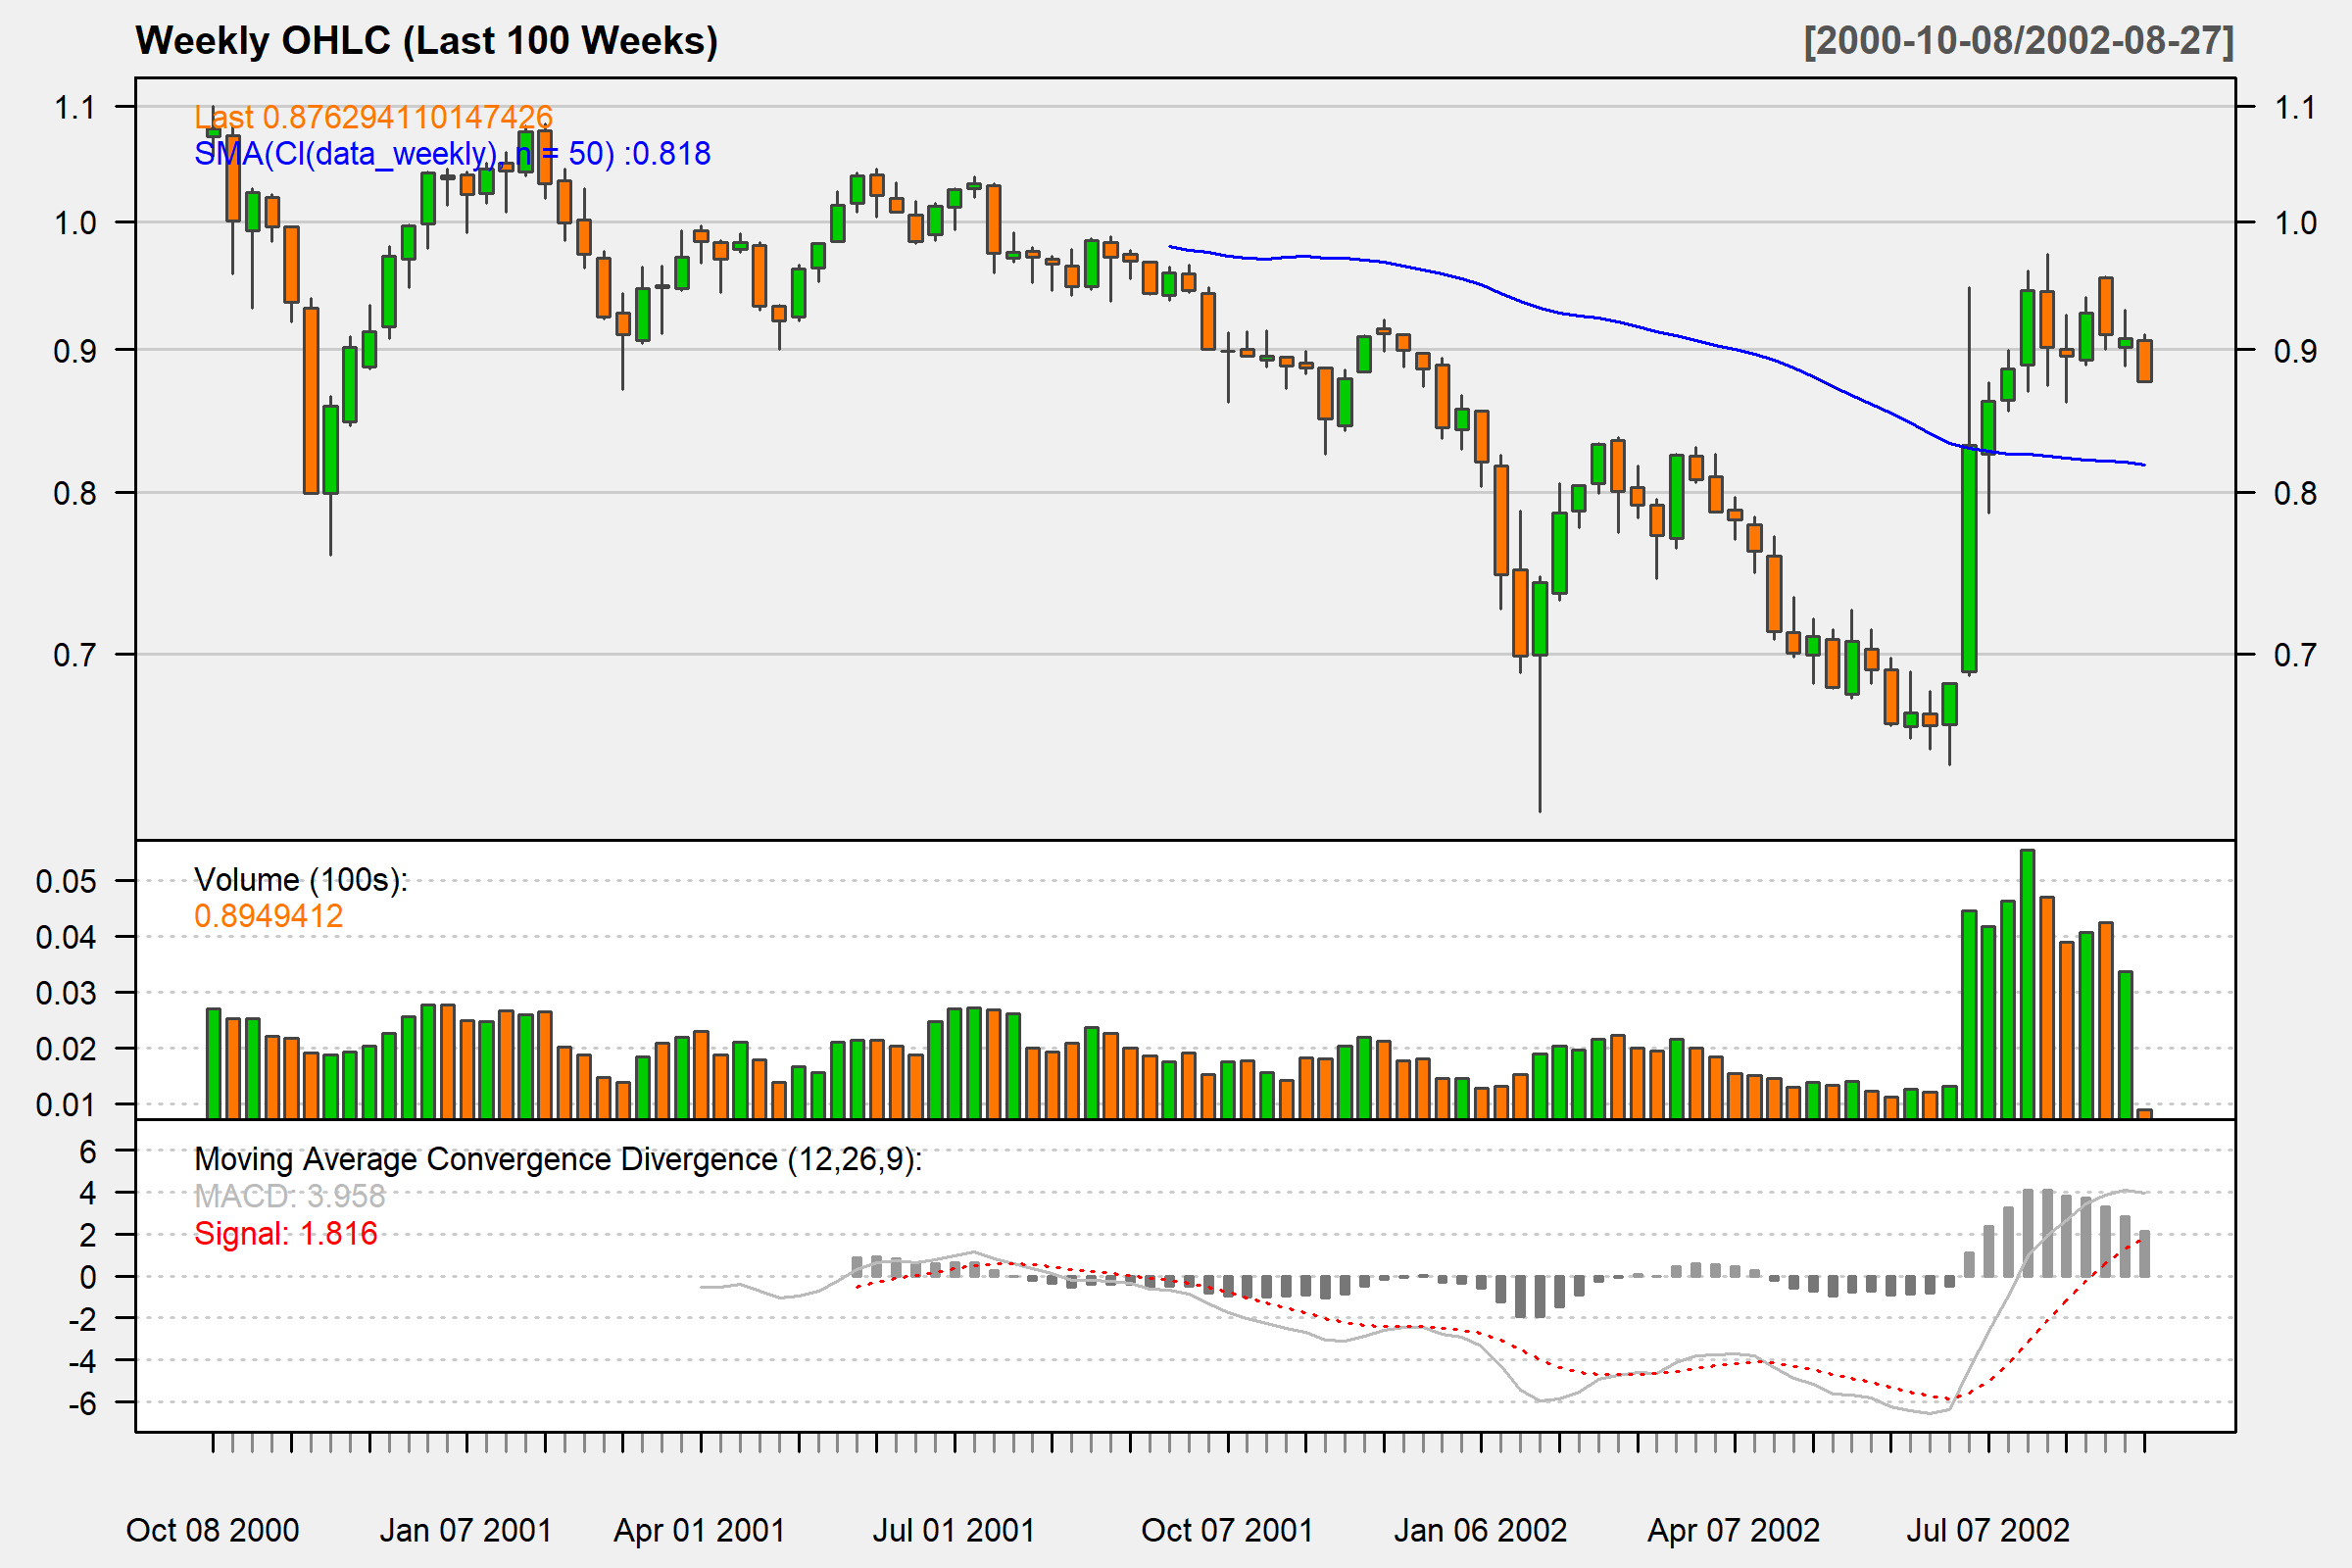 Weekly OHLC (Last 100 Weeks) [2000-10-08/2002-08-27]
Last 0.876294110147426
SMA(Cl(data_weekly), n = 50) :0.818
1.1 1.1
1.0 1.0
0.9 0.9
0.8 0.8
0.7 0.7
Volume (100s):
0.8949412
0.05
0.04
0.03
0.02
0.01
Moving Average Convergence Divergence (12,26,9):
MACD: 3.958
Signal: 1.816
6
4
2
0
-2
-4
-6
Oct 08 2000 Jan 07 2001 Apr 01 2001 Jul 01 2001 Oct 07 2001 Jan 06 2002 Apr 07 2002 Jul 07 2002